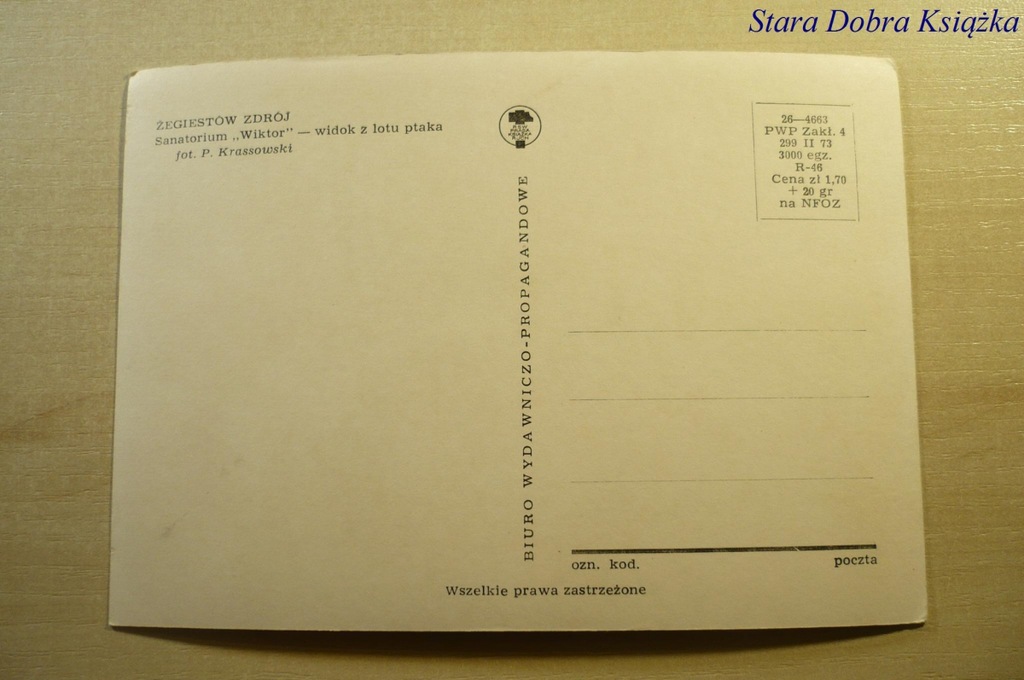 Stara Dobra Książka
ŻEGIESTÓW ZDRÓJ
Sanatorium „Wiktor" — widok z lotu ptaka
fot. P. Krassowski
BIURO WYDAWNICZO-PROPAGANDOWE
26—4663
PWP Zakł. 4
299 II 73
3000 egz.
R-46
Cena zł 1,70
+ 20 gr
na NFOZ
ozn. kod.
poczta
Wszelkie prawa zastrzeżone